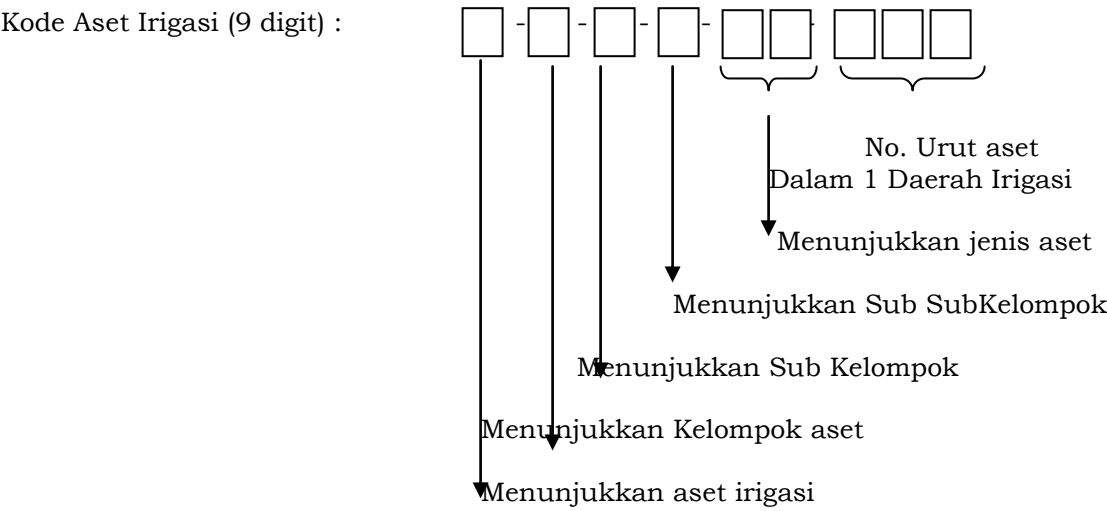 Kode Aset Irigasi (9 digit) : - - - - -
No. Urut aset
Dalam 1 Daerah Irigasi
Menunjukkan jenis aset
Menunjukkan Sub SubKelompok
Menunjukkan Sub Kelompok
Menunjukkan Kelompok aset
Menunjukkan aset irigasi